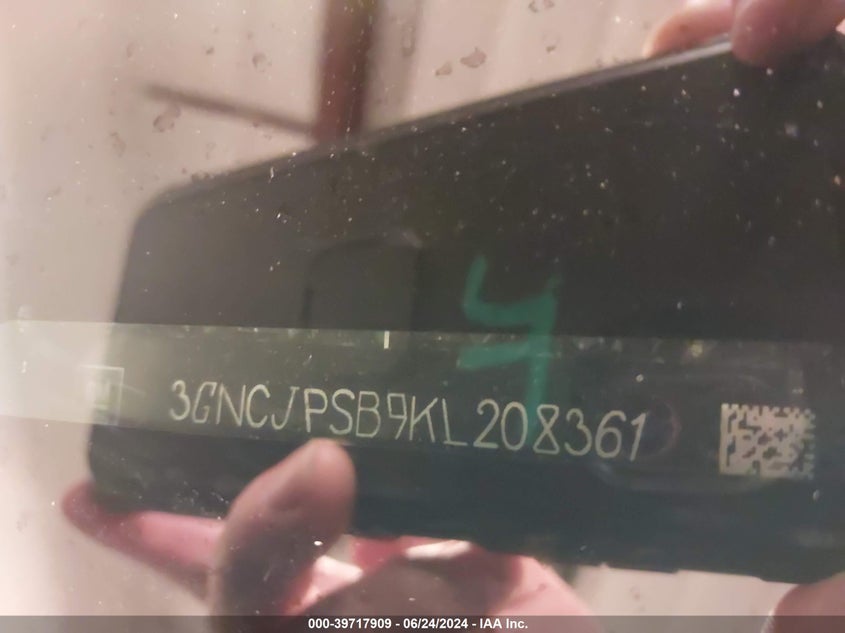 4
3GNCJPSB9KL208361
000-39717909 - 06/24/2024 - IAA Inc.